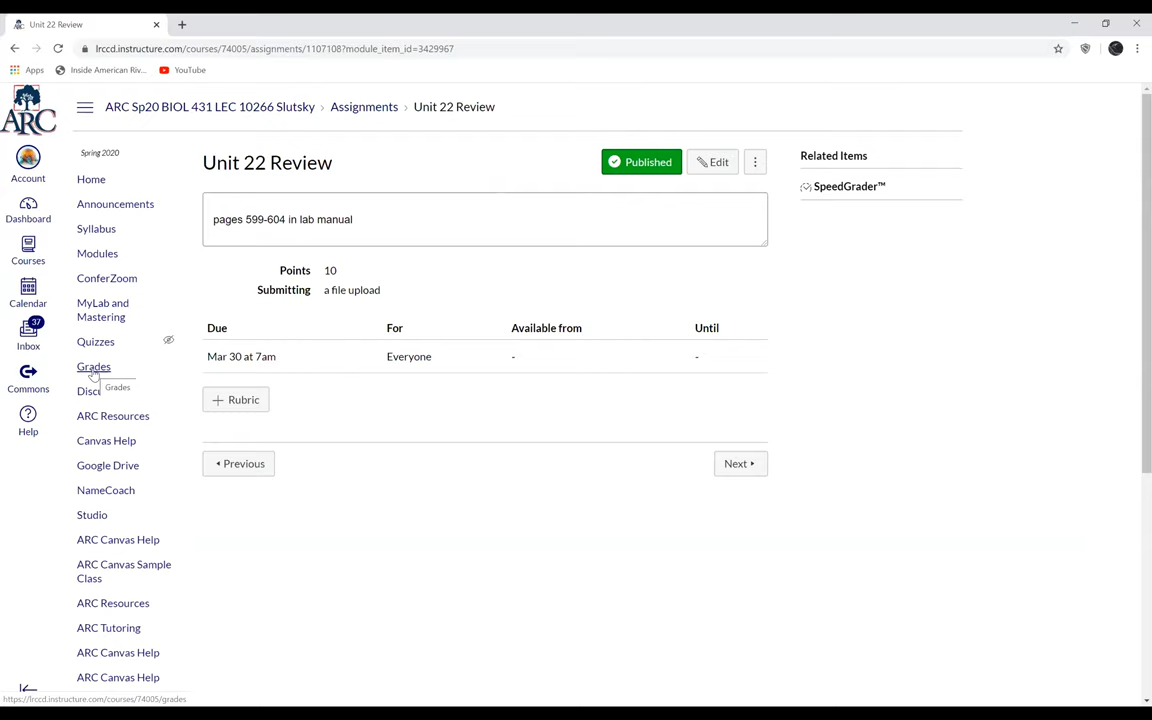 Unit 22 Review
lrccd.instructure.com/courses/74005/assignments/1107108?module_item_id=3429967
Apps
Inside American Riv...
YouTube
ARC
Account
Dashboard
Courses
Calendar
37
Inbox
Commons
Help
ARC Sp20 BIOL 431 LEC 10266 Slutsky › Assignments › Unit 22 Review
Spring 2020
Home
Announcements
Syllabus
Modules
ConferZoom
MyLab and
Mastering
Quizzes
Grades
Grades
ARC Resources
Canvas Help
Google Drive
NameCoach
Studio
ARC Canvas Help
ARC Canvas Sample
Class
ARC Resources
ARC Tutoring
ARC Canvas Help
ARC Canvas Help
Unit 22 Review
Published
Edit
pages 599-604 in lab manual
Points 10
Submitting a file upload
Due For Available from Until
Mar 30 at 7am Everyone - -
+ Rubric
Previous
Next
Related Items
SpeedGrader™
https://lrccd.instructure.com/courses/74005/grades